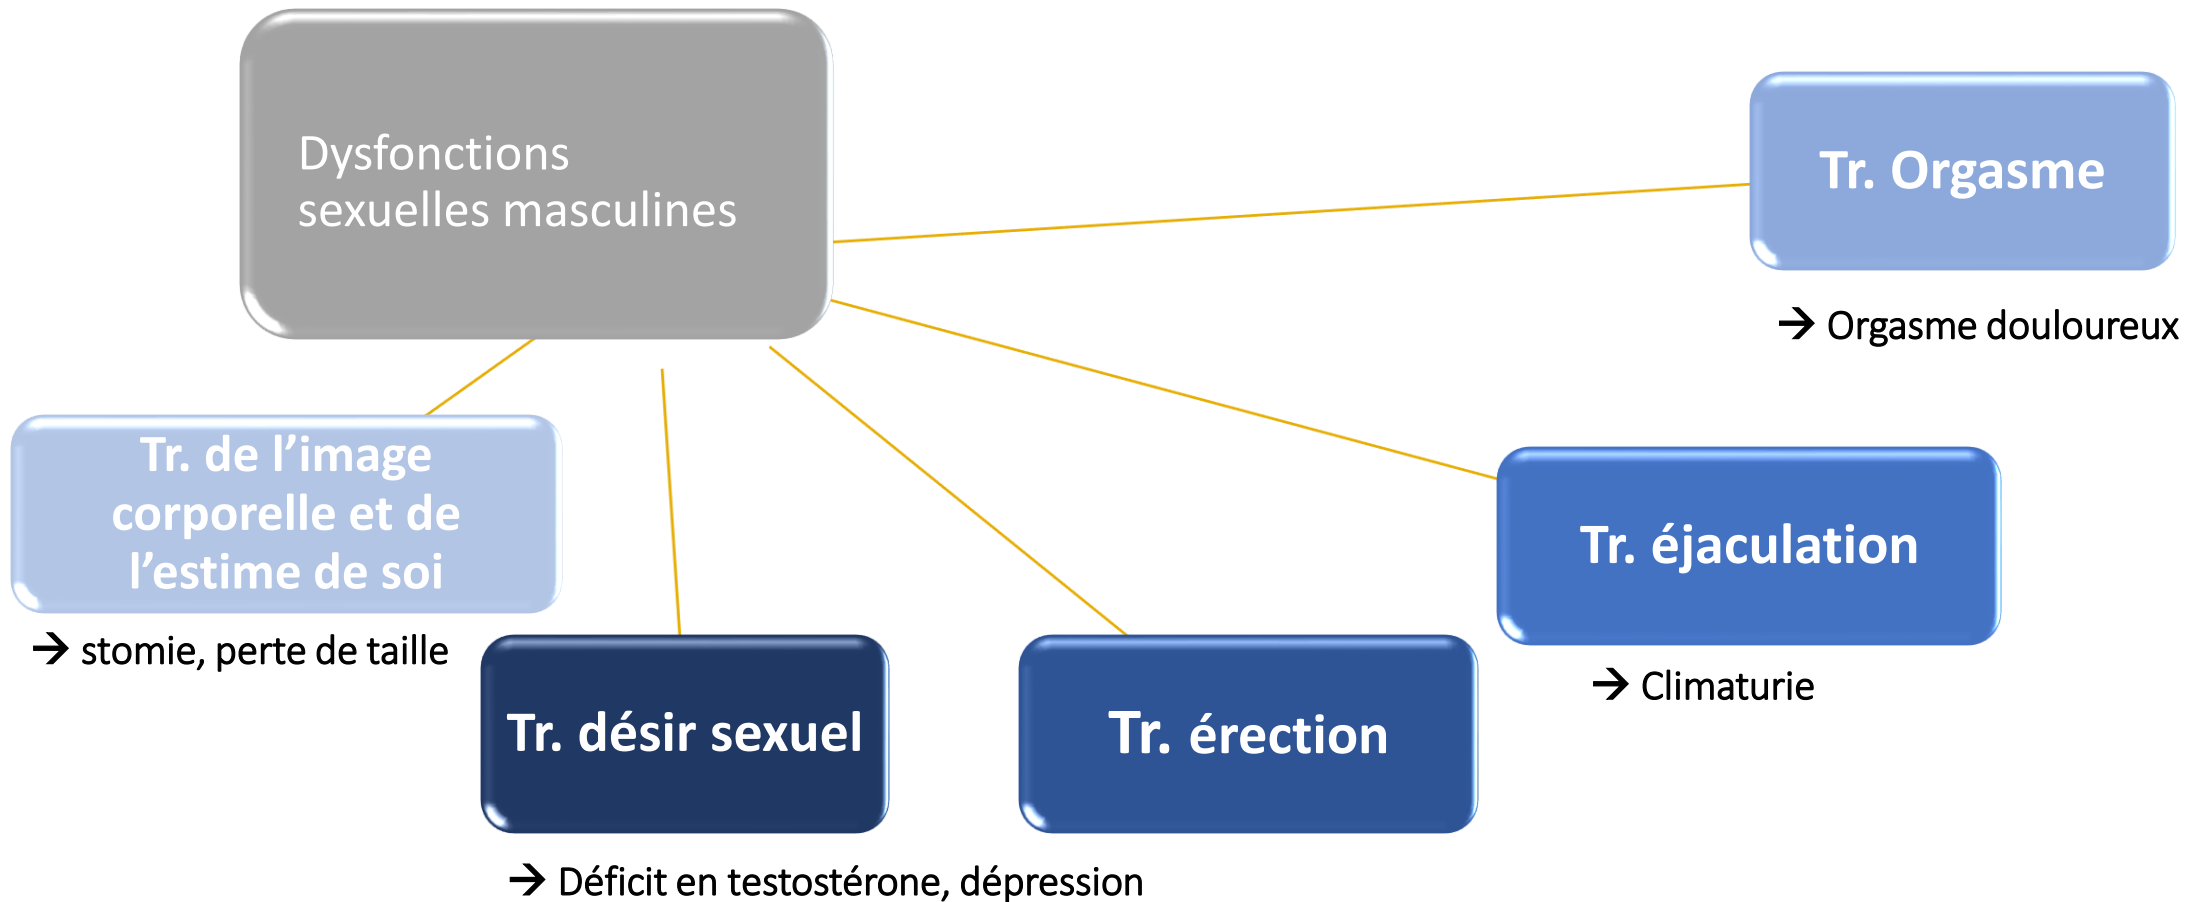 Dysfonctions
sexuelles masculines
Tr. Orgasme
→ Orgasme douloureux
Tr. de l’image
corporelle et de
l’estime de soi
→ stomie, perte de taille
Tr. éjaculation
→ Climaturie
Tr. désir sexuel
Tr. érection
→ Déficit en testostérone, dépression